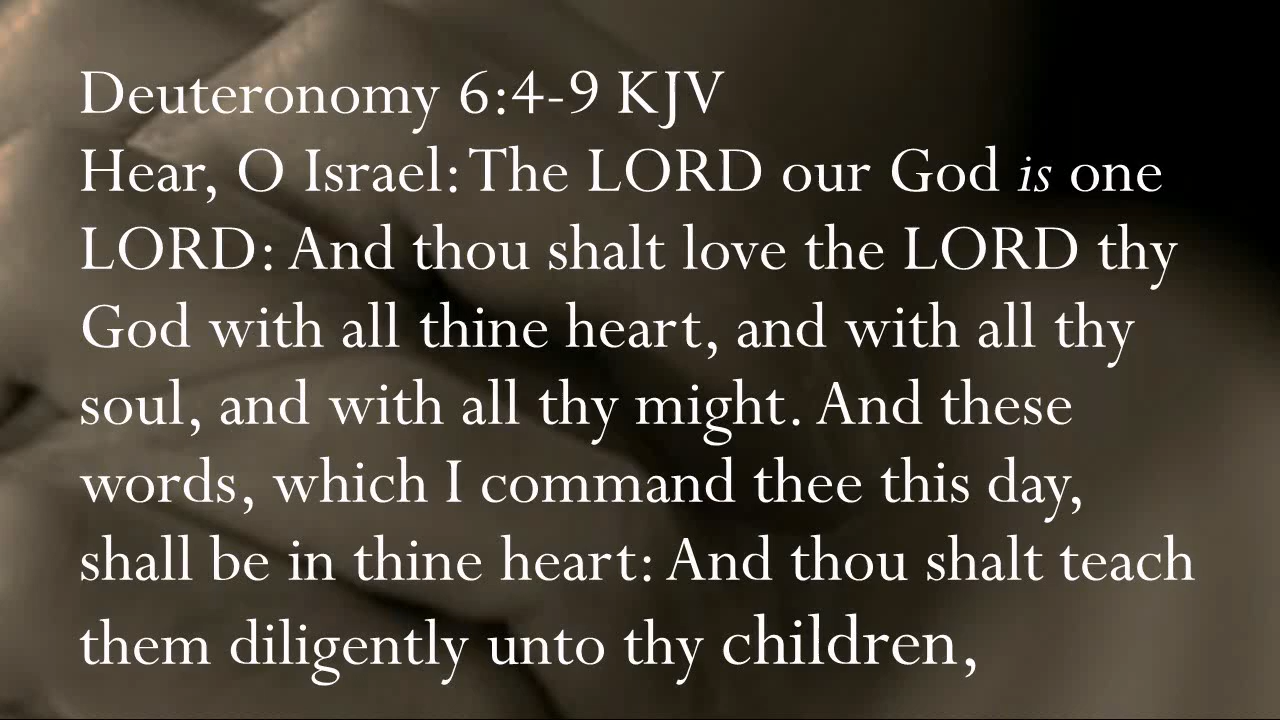 Deuteronomy 6:4-9 KJV
Hear, O Israel: The LORD our God is one
LORD: And thou shalt love the LORD thy
God with all thine heart, and with all thy
soul, and with all thy might. And these
words, which I command thee this day,
shall be in thine heart: And thou shalt teach
them diligently unto thy children,